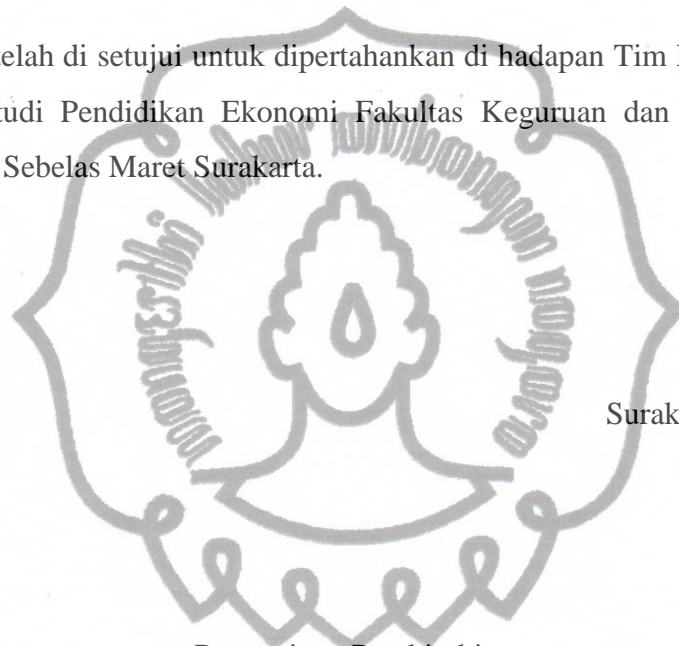 telah di setujui untuk dipertahankan di hadapan Tim
tudi Pendidikan Ekonomi Fakultas Keguruan dan
Sebelas Maret Surakarta.
Surak